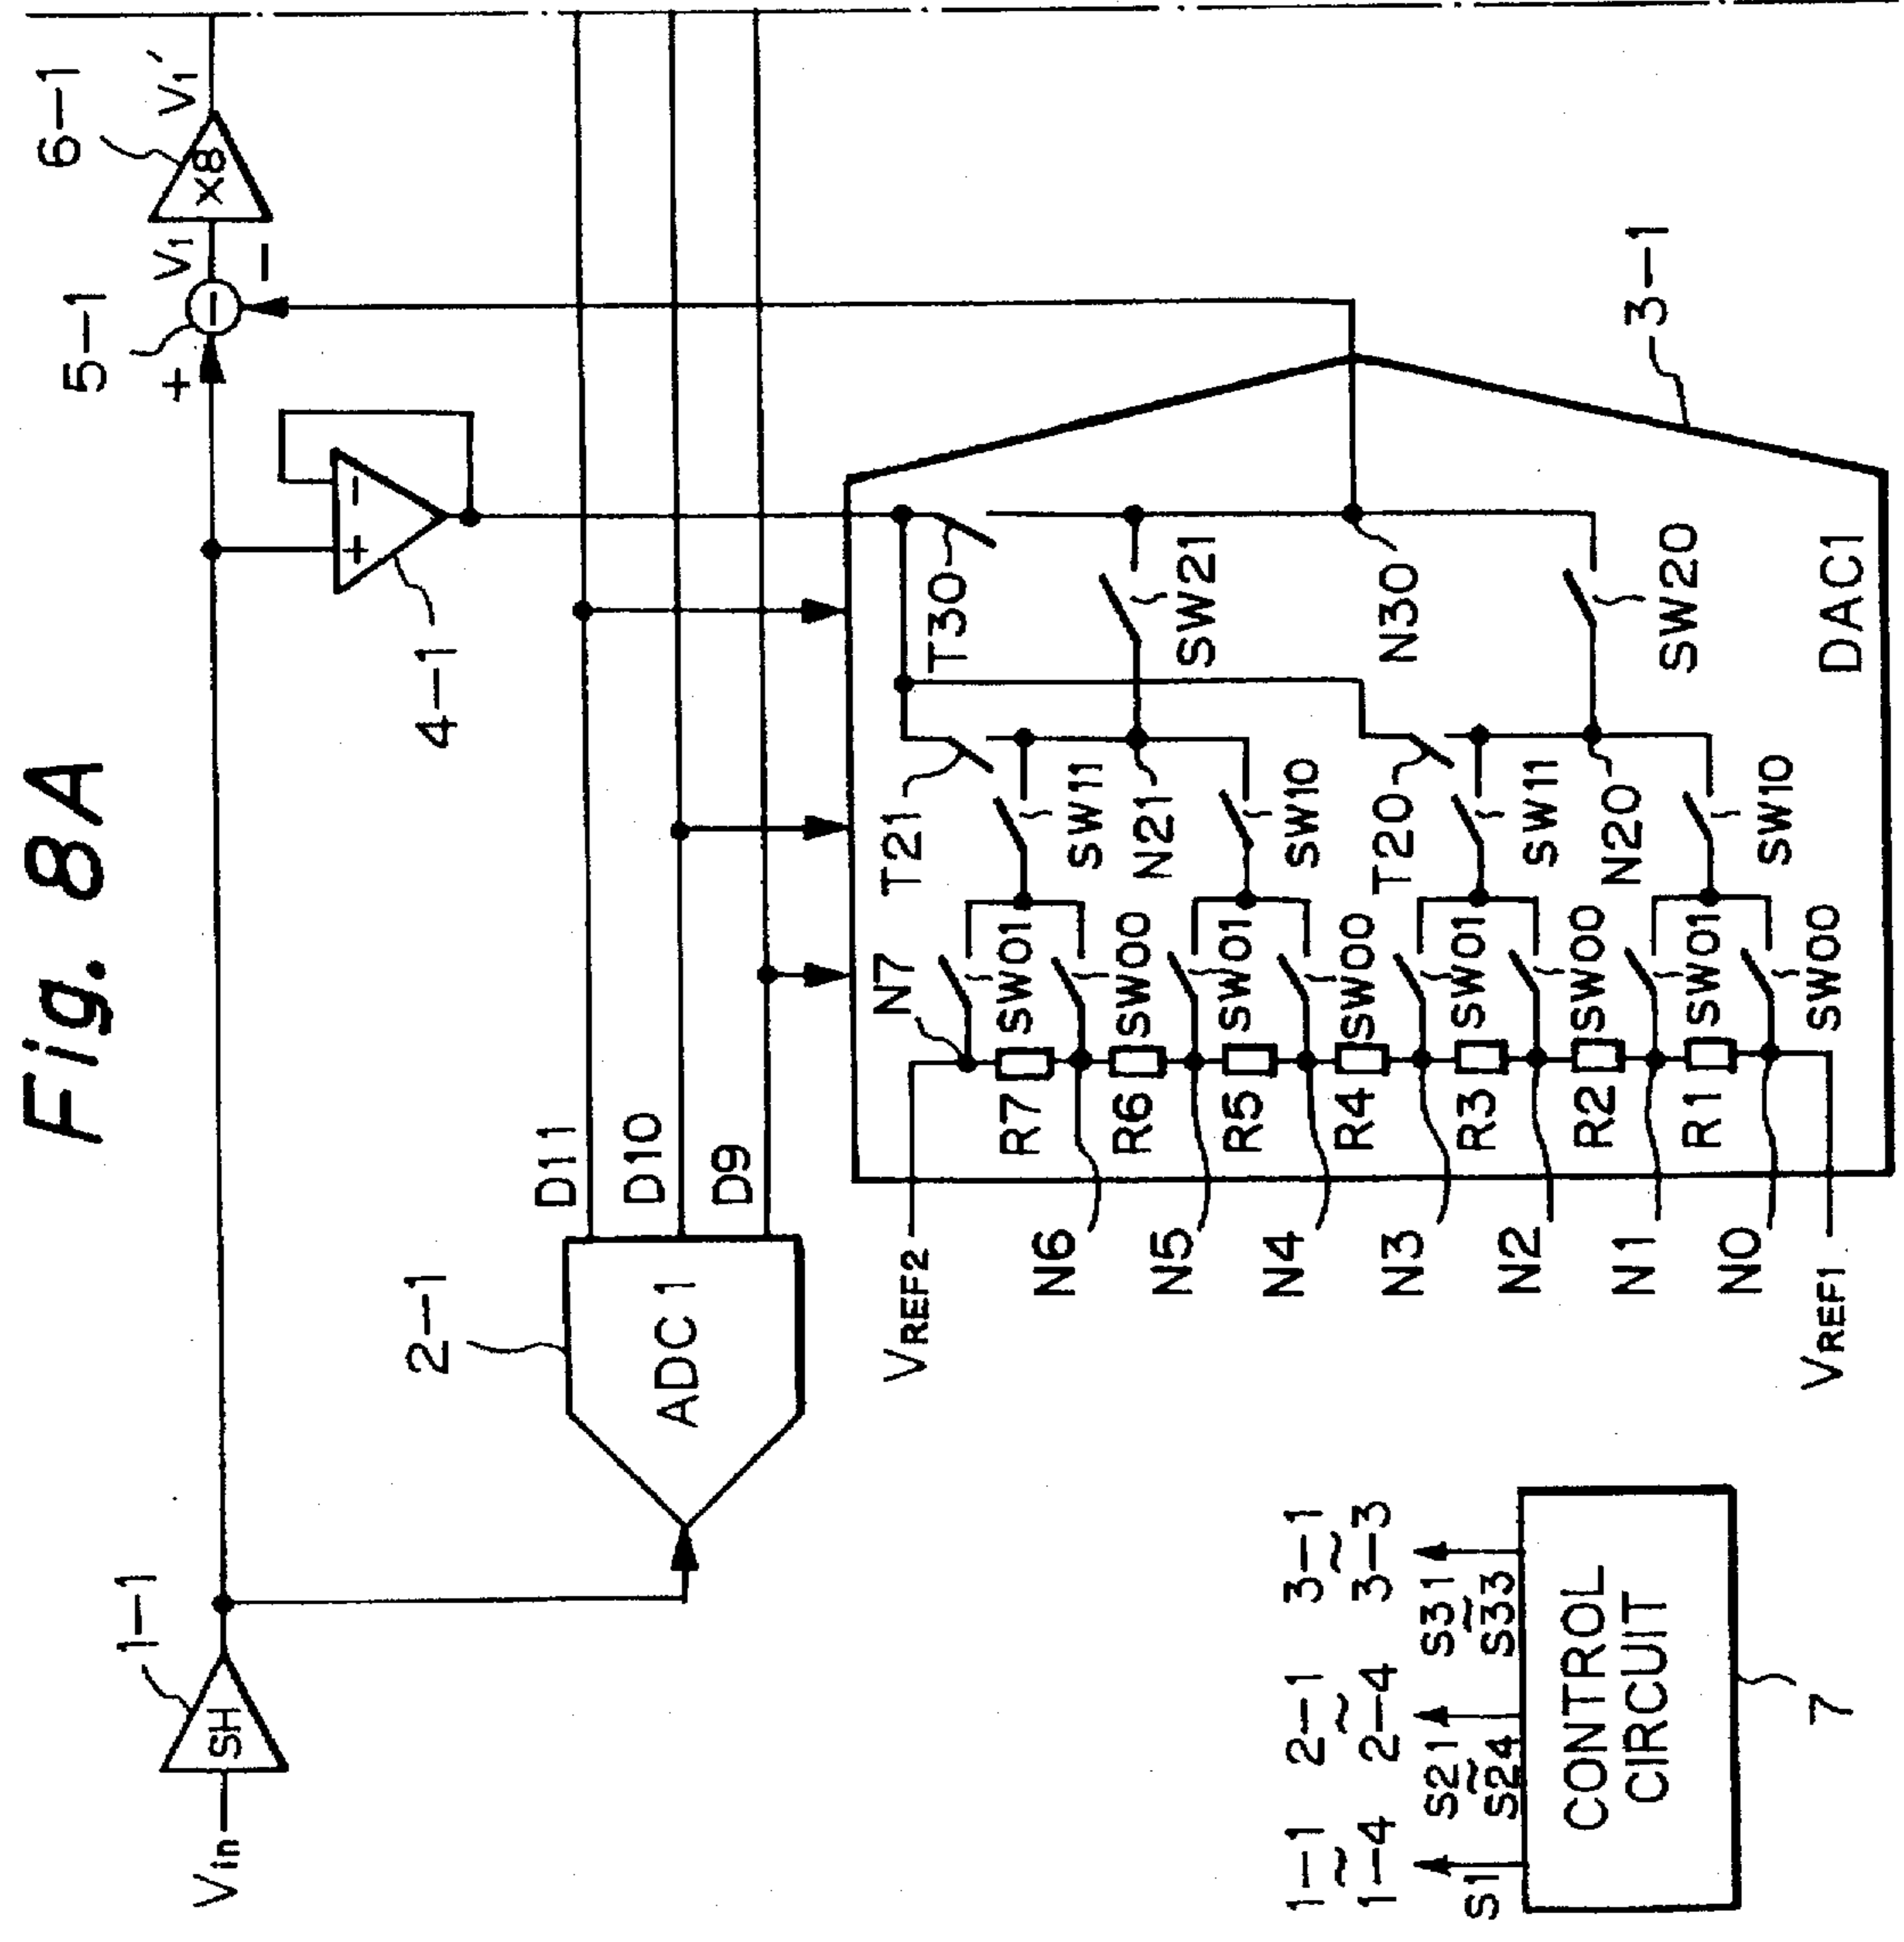 Fig. 8A
1-1
SH
Vin
4-1
+
-
5-1
+
-
-
V1
6-1
X8
V1'
2-1
ADC1
D11
D10
D9
VREF2
N7
T21
T30
R7
SW01
SW11
N6
R6
SW00
N21
SW21
N5
R5
SW01
SW10
N4
R4
SW00
T20
N30
N3
R3
SW01
SW11
N2
R2
SW00
N20
SW20
N1
R1
SW01
SW10
N0
SW00
VREF1
DAC1
3-1
1-1
~
1-4
2-1
~
2-4
3-1
~
3-3
S1
S21
~
S24
S31
~
S33
CONTROL
CIRCUIT
7